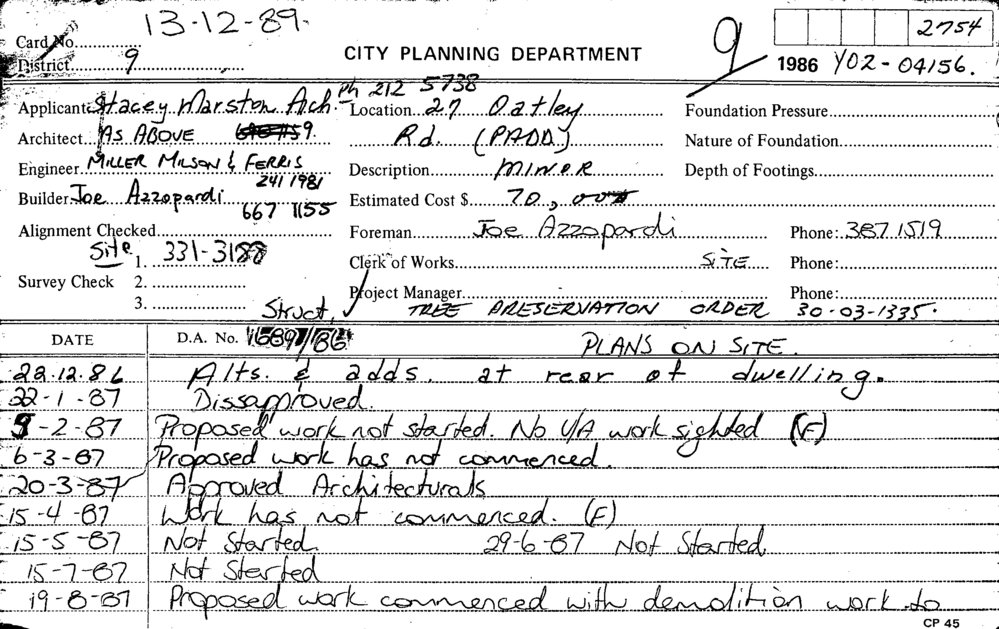 13-12-89.
Card No.
District 9
CITY PLANNING DEPARTMENT
9
2754
1986 Y02-04156.
Applicant Stacey Marston Arch. Ph 212 5738
Location 27 Oatley
Foundation Pressure
Architect AS ABOVE
Rd. (PADD)
Nature of Foundation
Engineer MILLER MILSON & FERRIS
241 1981
Description MINOR
Depth of Footings
Builder Joe Azzopardi
667 1155
Estimated Cost $ 70,000
Alignment Checked
Foreman Joe Azzopardi
Phone: 387 1519
Site 1. 331-3188
Clerk of Works SITE
Phone:
Survey Check 2.
Project Manager
Phone:
3. Struct. ✓
TREE PRESERVATION ORDER 30-03-1335.
DATE
D.A. No.
PLANS ON SITE.
23.12.86 Alts. & adds. at rear of dwelling.
22-1-87 Dissapproved.
9-2-87 Proposed work not started. No U/A work sighted (F)
6-3-87 Proposed work has not commenced.
20-3-87 Approved Architecturals
15-4-87 Work has not commenced. (F)
15-5-87 Not Started. 29-6-87 Not Started.
15-7-87 Not Started
19-8-87 Proposed work commenced with demolition work to
CP 45